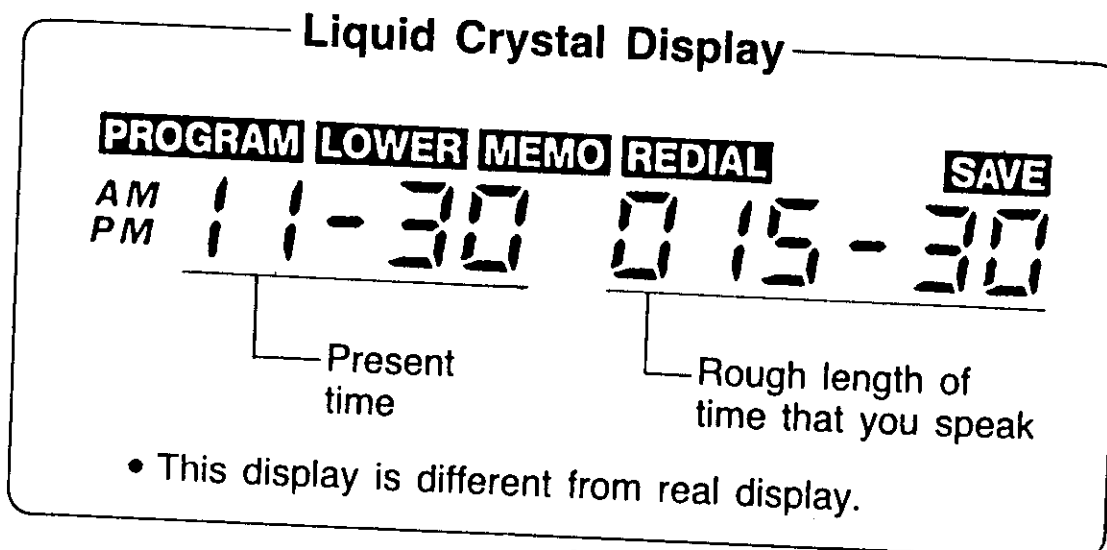 Liquid Crystal Display
PROGRAM LOWER MEMO REDIAL SAVE
AM
PM
11-30 015-30
Present
time
Rough length of
time that you speak
• This display is different from real display.